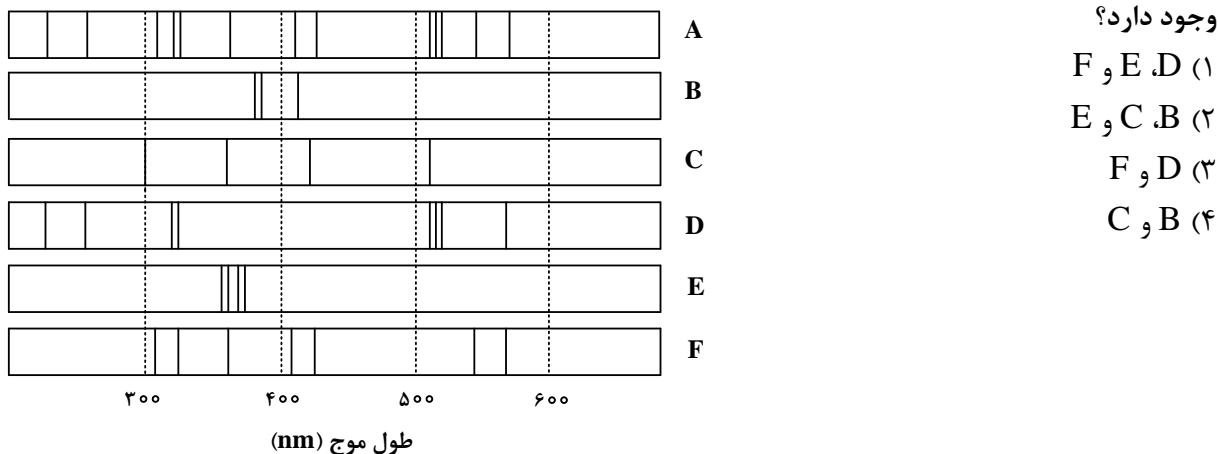 وجود دارد؟
۱) D، E و F
۲) B، C و E
۳) D و F
۴) B و C
A
B
C
D
E
F
۳۰۰ ۴۰۰ ۵۰۰ ۶۰۰
طول موج (nm)